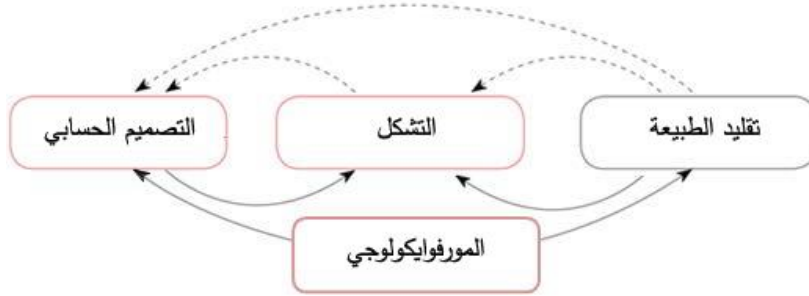 تقليد الطبيعة
التشكل
التصميم الحسابي
المورفوايكولوجي